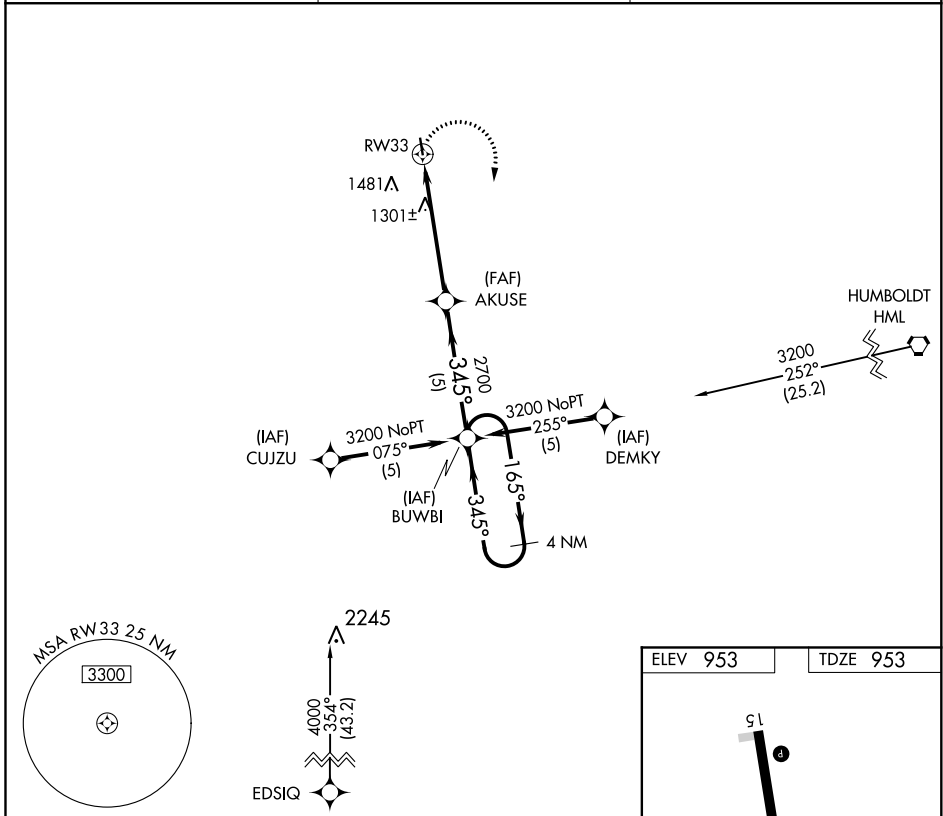 RW33
1481
1301±
(FAF)
AKUSE
HUMBOLDT
HML
3200
252°
(25.2)
2700
345°
(5)
3200 NoPT
255°
(5)
(IAF)
DEMKY
3200 NoPT
075°
(5)
(IAF)
CUJZU
(IAF)
BUWBI
345°
165°
4 NM
MSA RW33 25 NM
3300
2245
4000
354°
(43.2)
EDSIQ
ELEV 953
TDZE 953
15
P